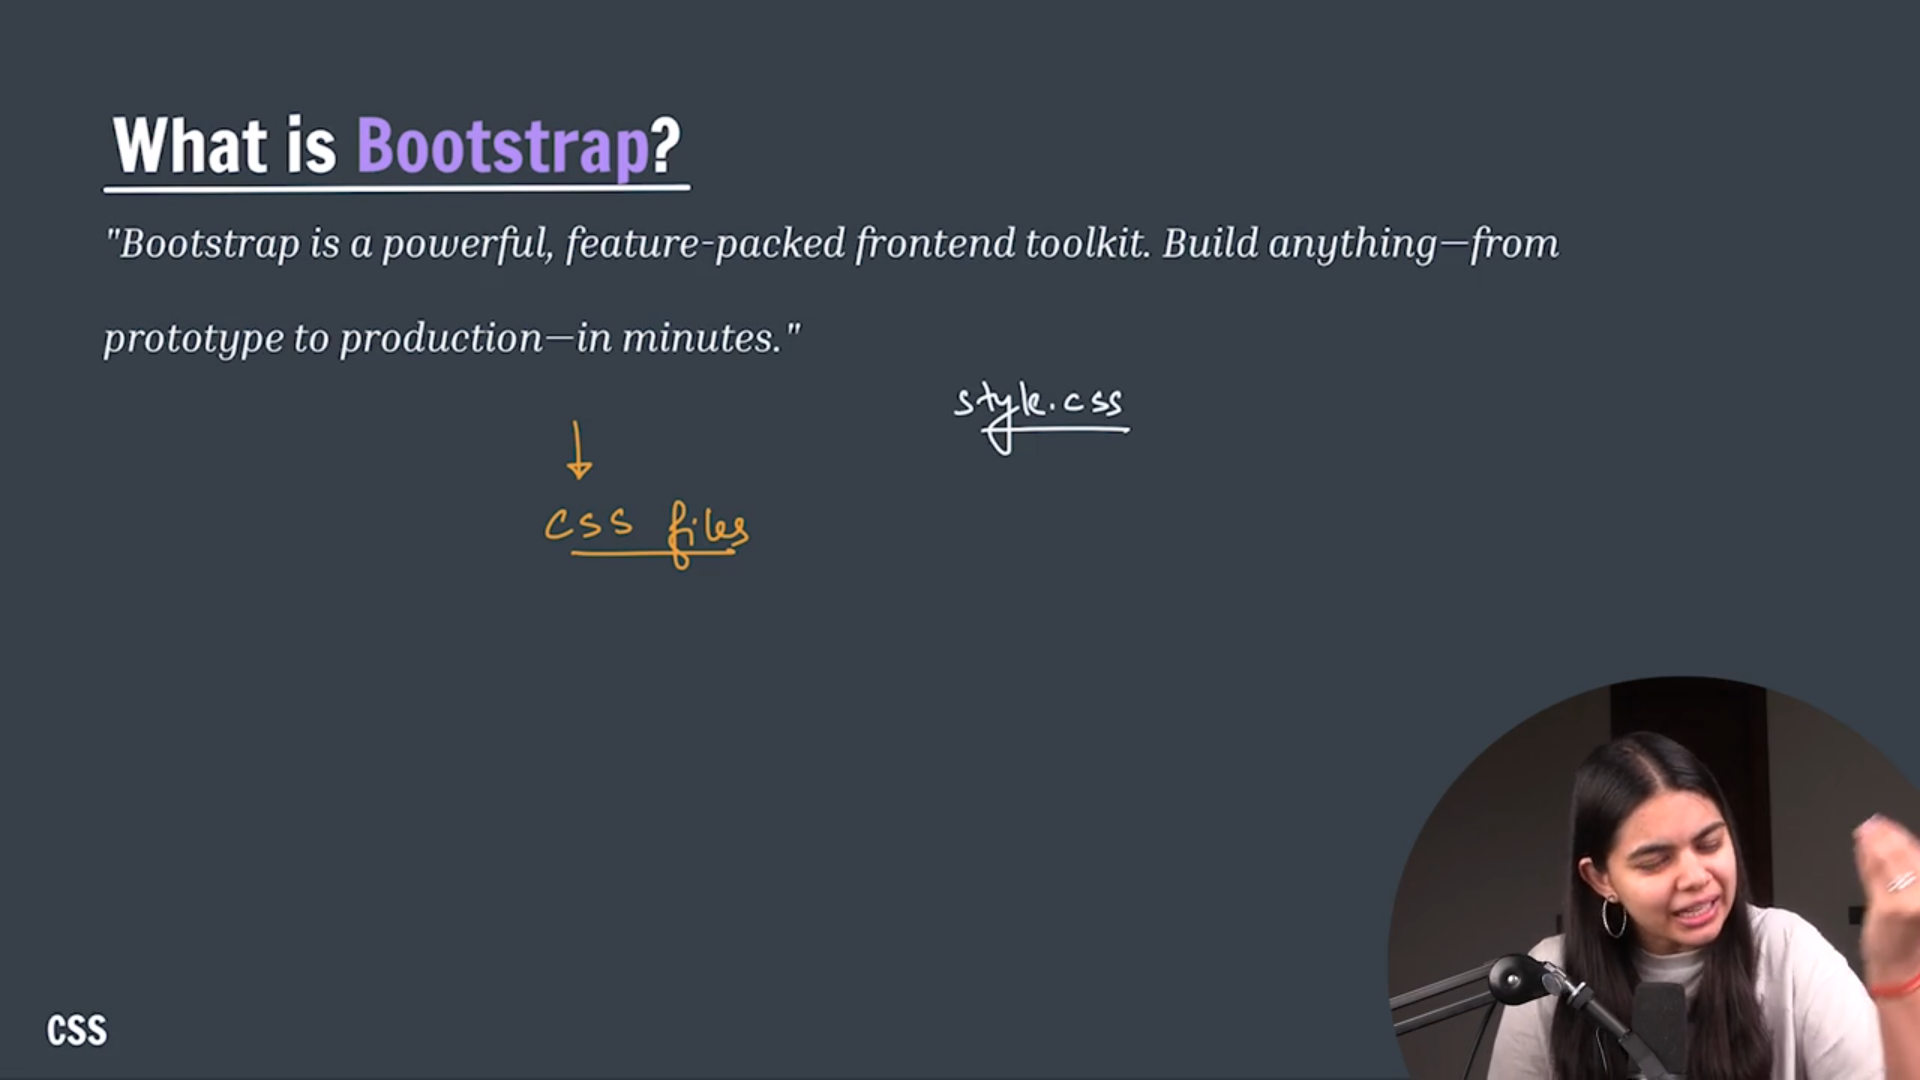 What is Bootstrap?
"Bootstrap is a powerful, feature-packed frontend toolkit. Build anything—from
prototype to production—in minutes."
style.css
css files
CSS